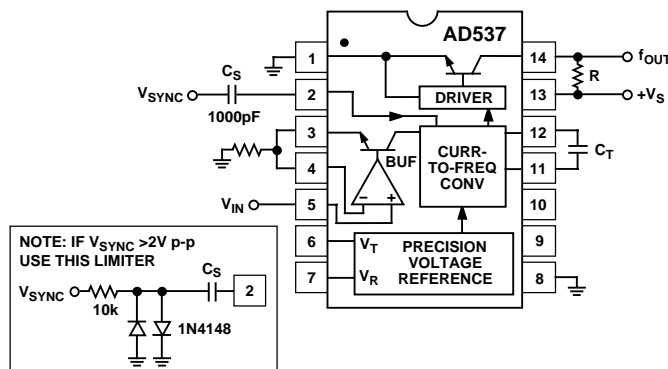 AD537
1
14
f_OUT
C_S
R
V_SYNC
2
DRIVER
13
+V_S
1000pF
3
12
BUF
CURR-
TO-FREQ
CONV
C_T
4
11
V_IN
5
– +
10
NOTE: IF V_SYNC >2V p-p
USE THIS LIMITER
6
V_T
PRECISION
VOLTAGE
REFERENCE
9
7
V_R
8
V_SYNC
10k
C_S
2
1N4148